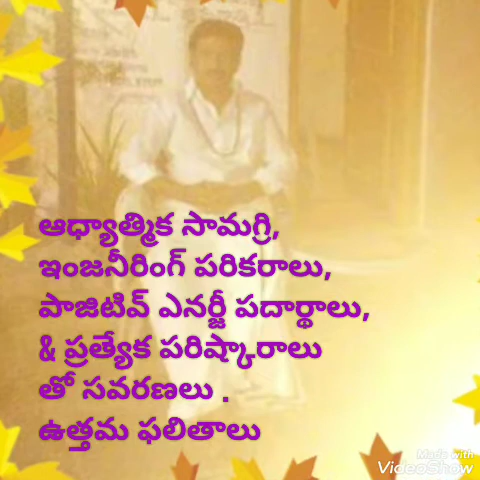 ఆధ్యాత్మిక సామగ్రి,
ఇంజనీరింగ్ పరికరాలు,
పాజిటివ్ ఎనర్జీ పదార్థాలు,
& ప్రత్యేక పరిష్కారాలు
తో సవరణలు .
ఉత్తమ ఫలితాలు
Made with
VideoShow